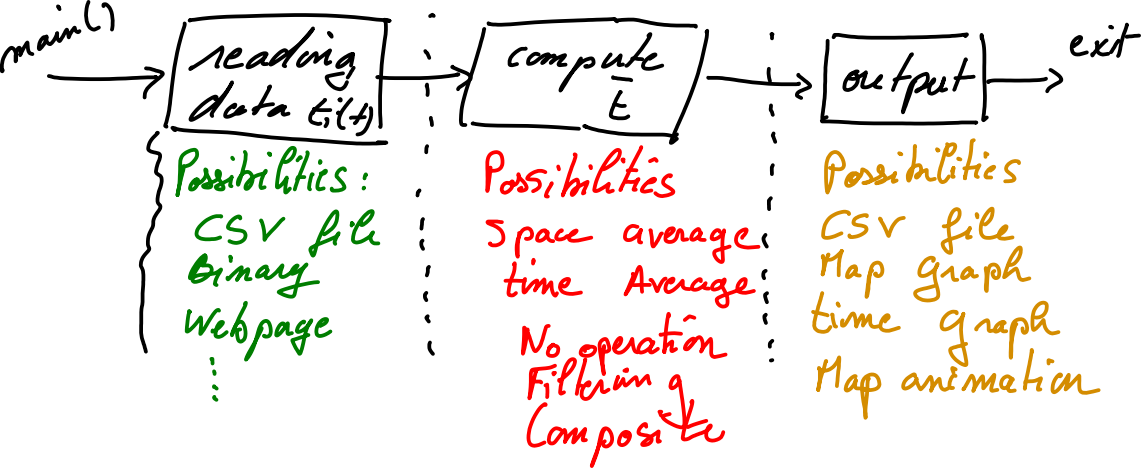 main()
reading
data tᵢ(t)
compute
t̅
output
exit
Possibilities :
CSV file
Binary
Webpage
⋮
Possibilities
Space average
time Average
No operation
Filtering
Composite
Possibilities
CSV file
Map Graph
time Graph
Map animation